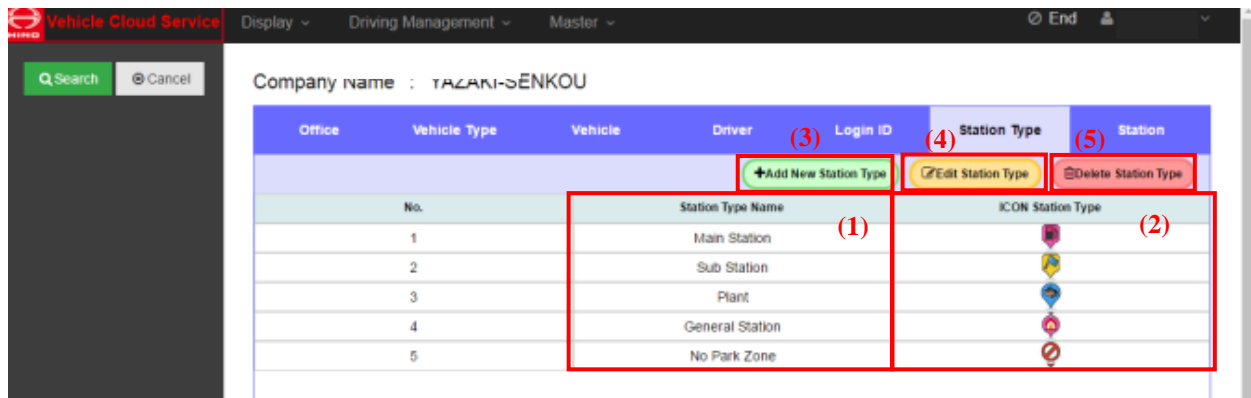 HINO Vehicle Cloud Service Display Driving Management Master End
Search Cancel
Company Name : YAZAKI-SENKOU
Office Vehicle Type Vehicle Driver Login ID Station Type Station
(3) (4) (5)
+Add New Station Type Edit Station Type Delete Station Type
No. Station Type Name ICON Station Type
(1) (2)
1 Main Station
2 Sub Station
3 Plant
4 General Station
5 No Park Zone